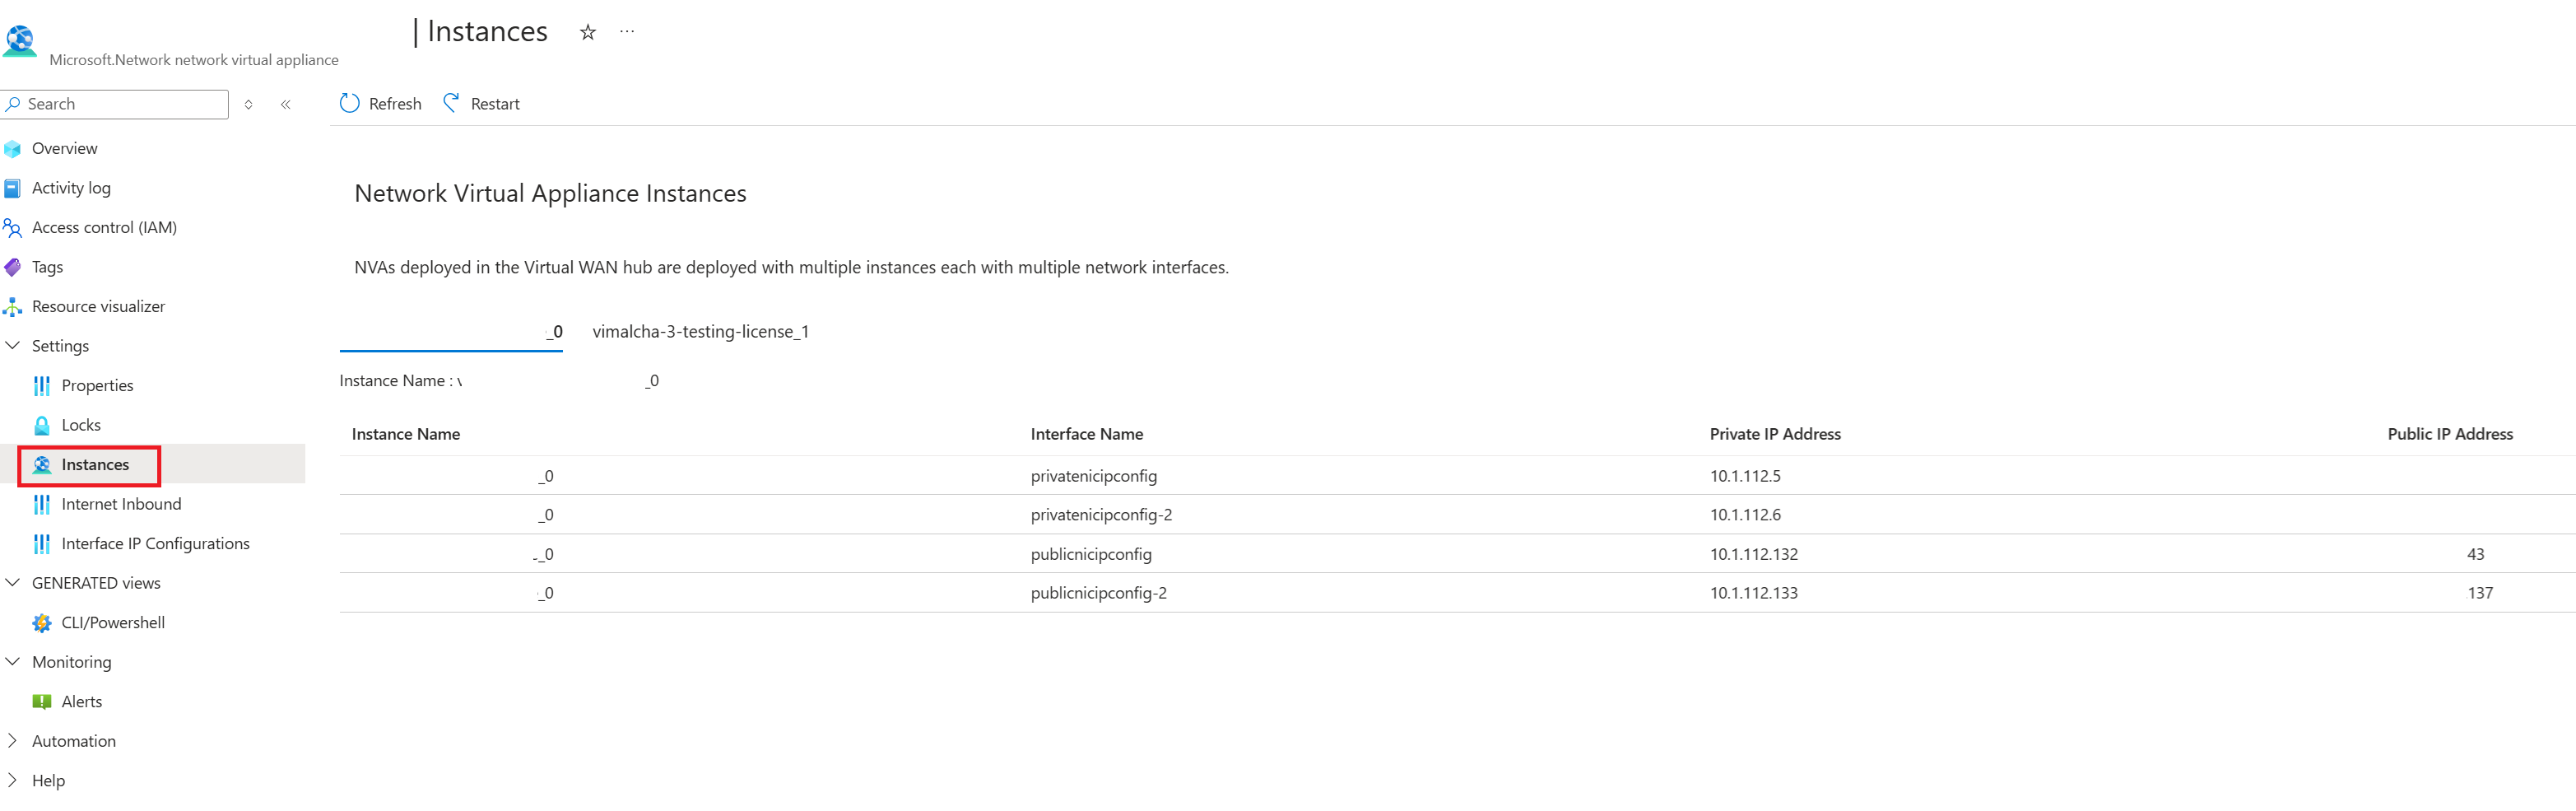 | Instances
Microsoft.Network network virtual appliance
Search
Refresh
Restart
Overview
Activity log
Access control (IAM)
Tags
Resource visualizer
Settings
Properties
Locks
Instances
Internet Inbound
Interface IP Configurations
GENERATED views
CLI/Powershell
Monitoring
Alerts
Automation
Help
Network Virtual Appliance Instances
NVAs deployed in the Virtual WAN hub are deployed with multiple instances each with multiple network interfaces.
_0 vimalcha-3-testing-license_1
Instance Name : _0
Instance Name Interface Name Private IP Address Public IP Address
_0 privatenicipconfig 10.1.112.5
_0 privatenicipconfig-2 10.1.112.6
_0 publicnicipconfig 10.1.112.132 43
_0 publicnicipconfig-2 10.1.112.133 137